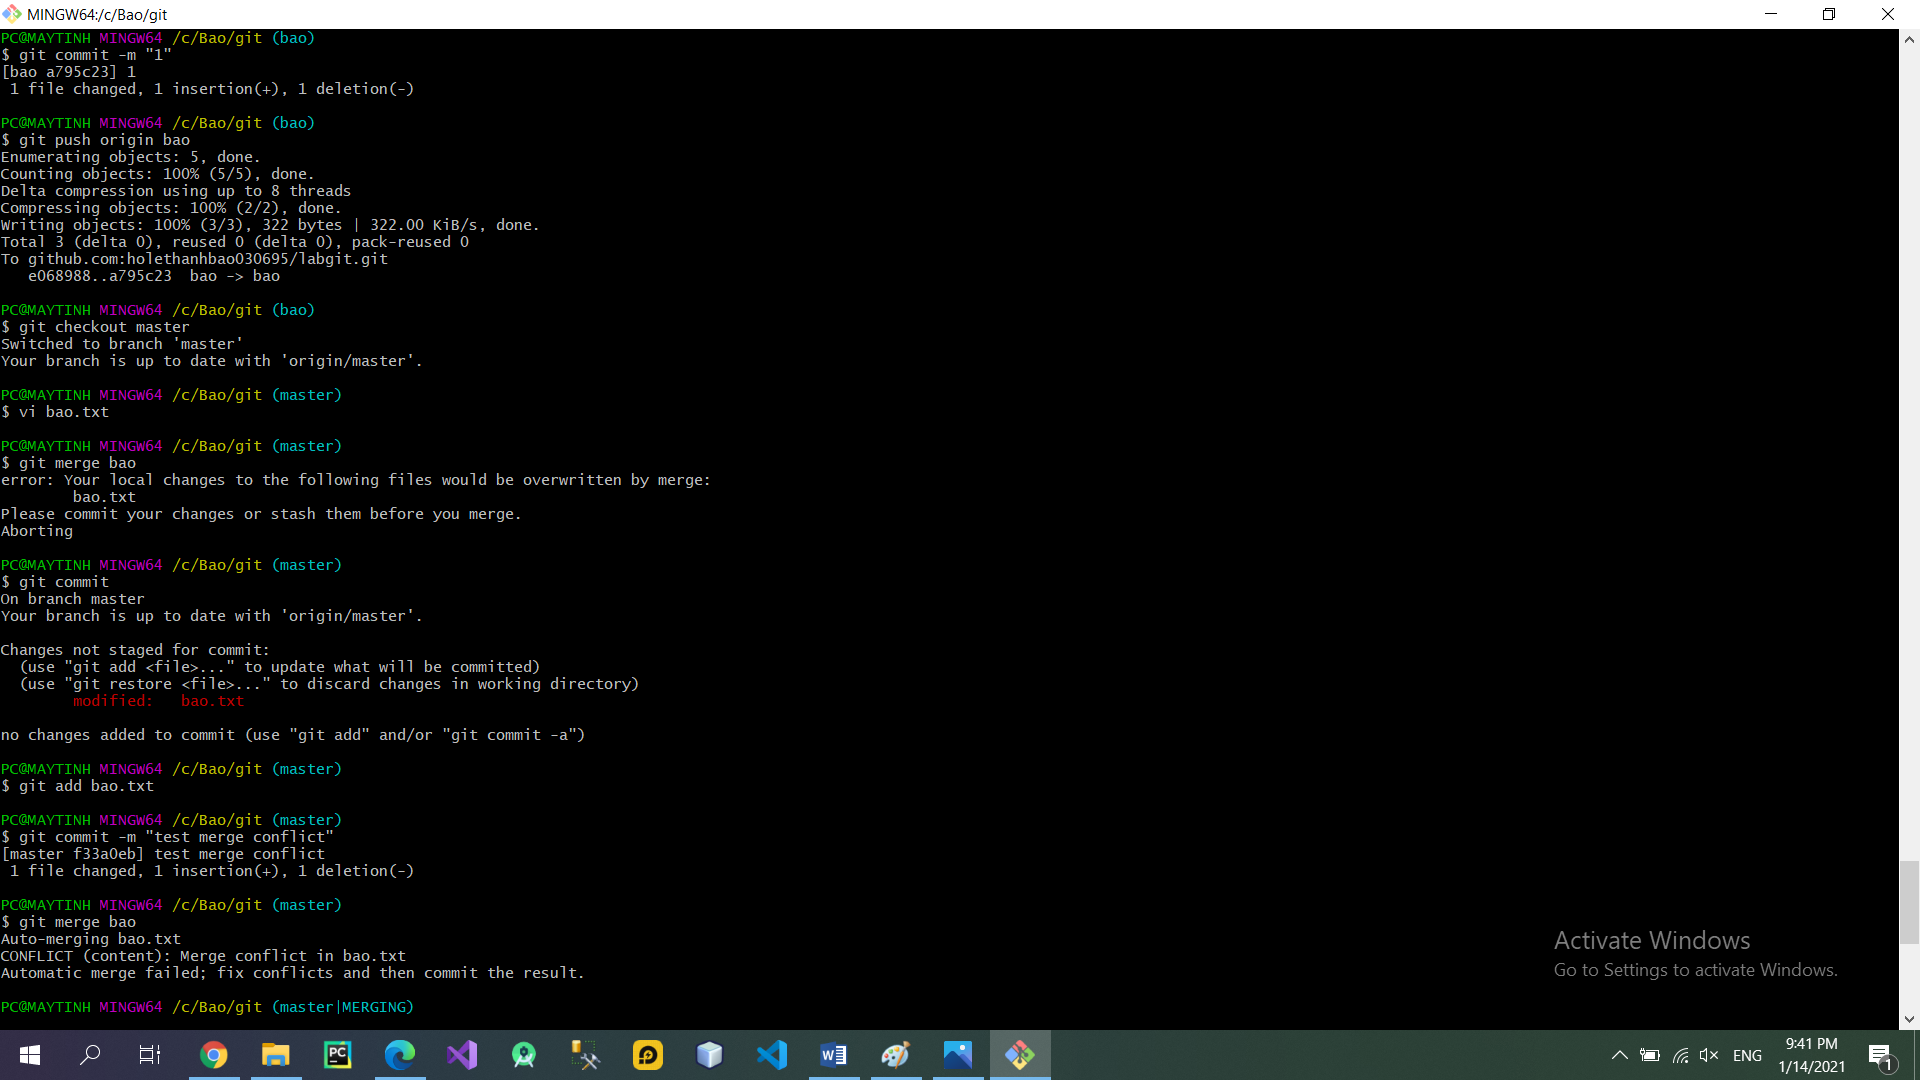 MINGW64:/c/Bao/git
PC@MAYTINH MINGW64 /c/Bao/git (bao)
$ git commit -m "1"
[bao a795c23] 1
 1 file changed, 1 insertion(+), 1 deletion(-)

PC@MAYTINH MINGW64 /c/Bao/git (bao)
$ git push origin bao
Enumerating objects: 5, done.
Counting objects: 100% (5/5), done.
Delta compression using up to 8 threads
Compressing objects: 100% (2/2), done.
Writing objects: 100% (3/3), 322 bytes | 322.00 KiB/s, done.
Total 3 (delta 0), reused 0 (delta 0), pack-reused 0
To github.com:holethanhbao030695/labgit.git
   e068988..a795c23  bao -> bao

PC@MAYTINH MINGW64 /c/Bao/git (bao)
$ git checkout master
Switched to branch 'master'
Your branch is up to date with 'origin/master'.

PC@MAYTINH MINGW64 /c/Bao/git (master)
$ vi bao.txt

PC@MAYTINH MINGW64 /c/Bao/git (master)
$ git merge bao
error: Your local changes to the following files would be overwritten by merge:
        bao.txt
Please commit your changes or stash them before you merge.
Aborting

PC@MAYTINH MINGW64 /c/Bao/git (master)
$ git commit
On branch master
Your branch is up to date with 'origin/master'.

Changes not staged for commit:
  (use "git add <file>..." to update what will be committed)
  (use "git restore <file>..." to discard changes in working directory)
        modified:   bao.txt

no changes added to commit (use "git add" and/or "git commit -a")

PC@MAYTINH MINGW64 /c/Bao/git (master)
$ git add bao.txt

PC@MAYTINH MINGW64 /c/Bao/git (master)
$ git commit -m "test merge conflict"
[master f33a0eb] test merge conflict
 1 file changed, 1 insertion(+), 1 deletion(-)

PC@MAYTINH MINGW64 /c/Bao/git (master)
$ git merge bao
Auto-merging bao.txt
CONFLICT (content): Merge conflict in bao.txt
Automatic merge failed; fix conflicts and then commit the result.

PC@MAYTINH MINGW64 /c/Bao/git (master|MERGING)
Activate Windows
Go to Settings to activate Windows.
PC
W
ENG
9:41 PM
1/14/2021
1